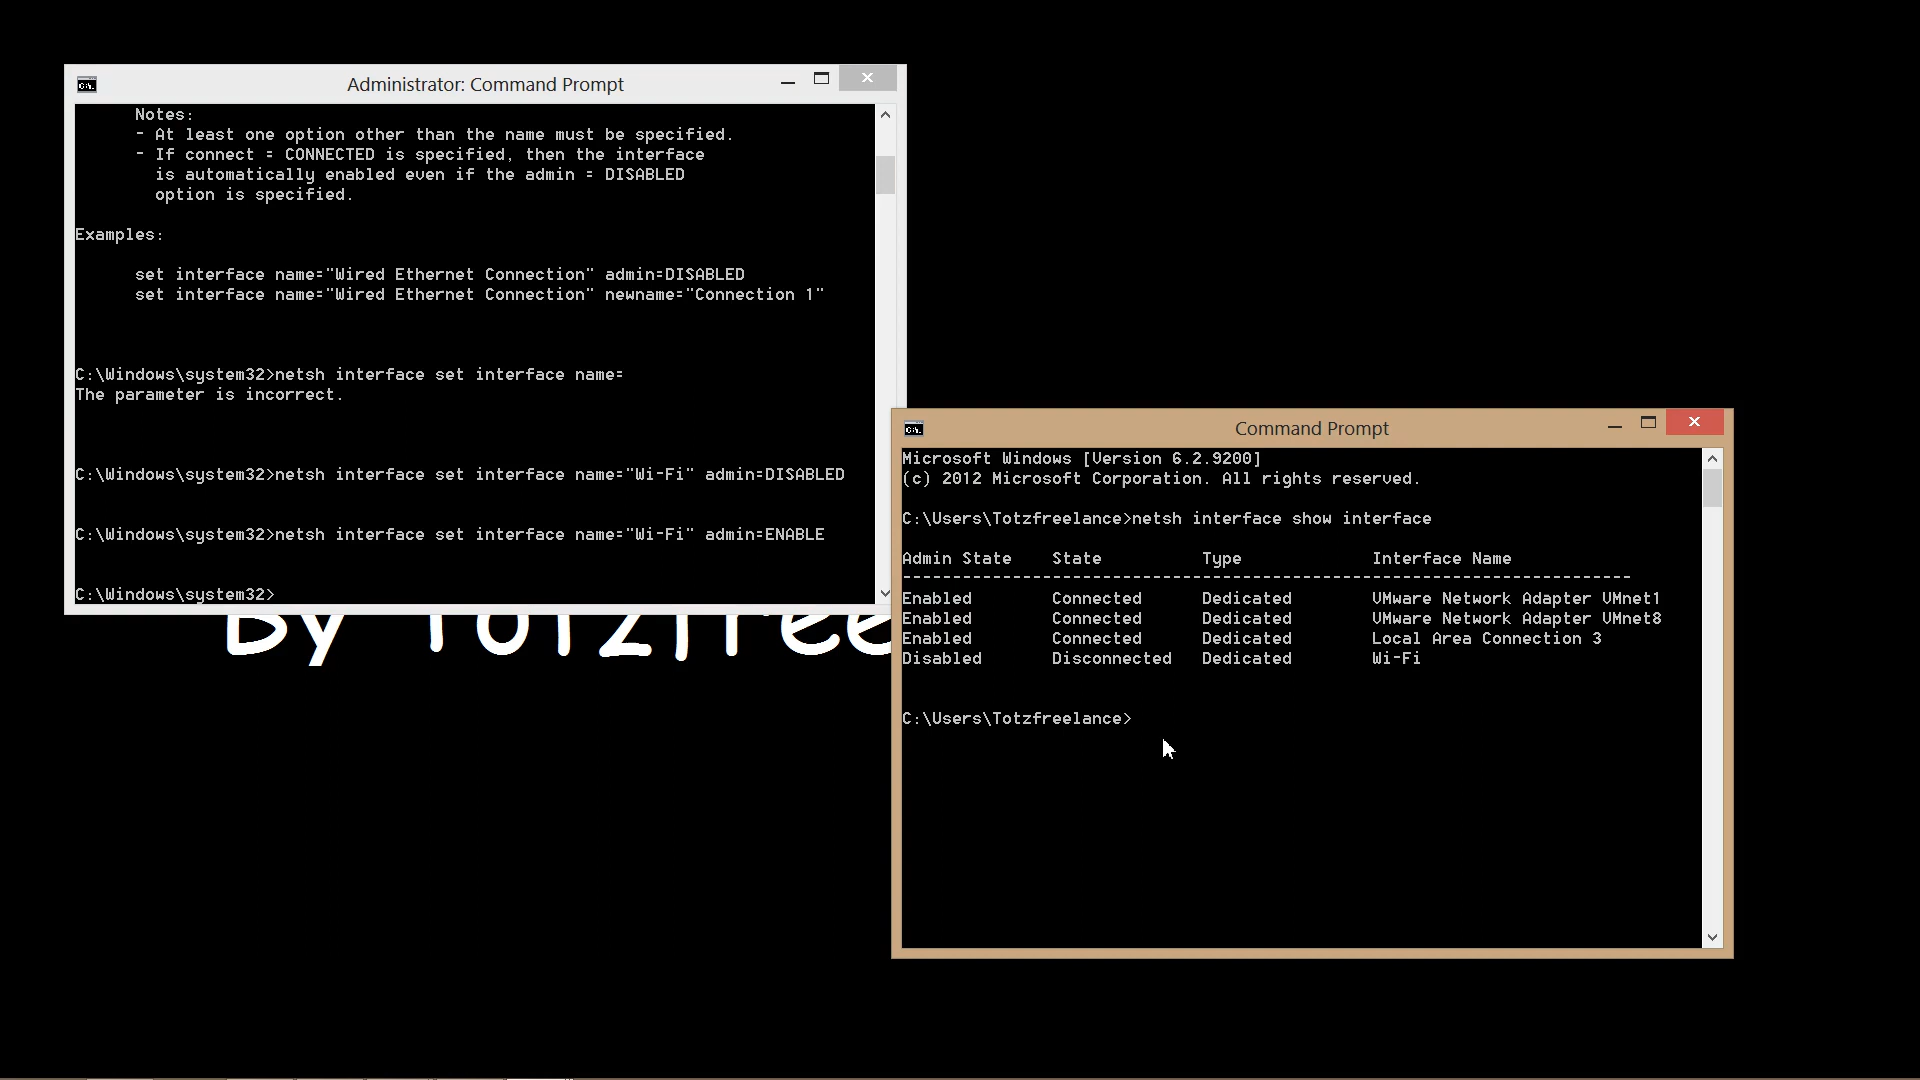 Administrator: Command Prompt
Notes:
- At least one option other than the name must be specified.
- If connect = CONNECTED is specified, then the interface
is automatically enabled even if the admin = DISABLED
option is specified.
Examples:
set interface name="Wired Ethernet Connection" admin=DISABLED
set interface name="Wired Ethernet Connection" newname="Connection 1"
C:\Windows\system32>netsh interface set interface name=
The parameter is incorrect.
C:\Windows\system32>netsh interface set interface name="Wi-Fi" admin=DISABLED
C:\Windows\system32>netsh interface set interface name="Wi-Fi" admin=ENABLE
C:\Windows\system32>
By Totzfree
Command Prompt
Microsoft Windows [Version 6.2.9200]
(c) 2012 Microsoft Corporation. All rights reserved.
C:\Users\Totzfreelance>netsh interface show interface
Admin State State Type Interface Name
-------------------------------------------------------------------------
Enabled Connected Dedicated VMware Network Adapter VMnet1
Enabled Connected Dedicated VMware Network Adapter VMnet8
Enabled Connected Dedicated Local Area Connection 3
Disabled Disconnected Dedicated Wi-Fi
C:\Users\Totzfreelance>